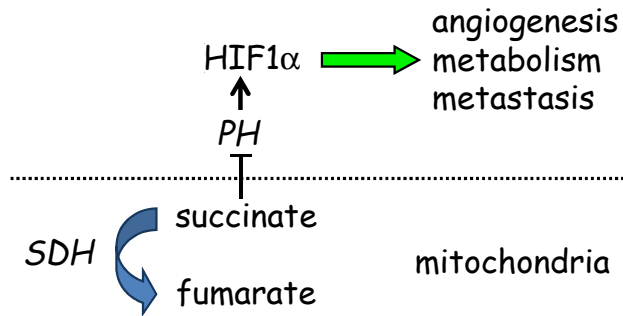 angiogenesis
HIF1α
metabolism
metastasis
PH
succinate
SDH
mitochondria
fumarate